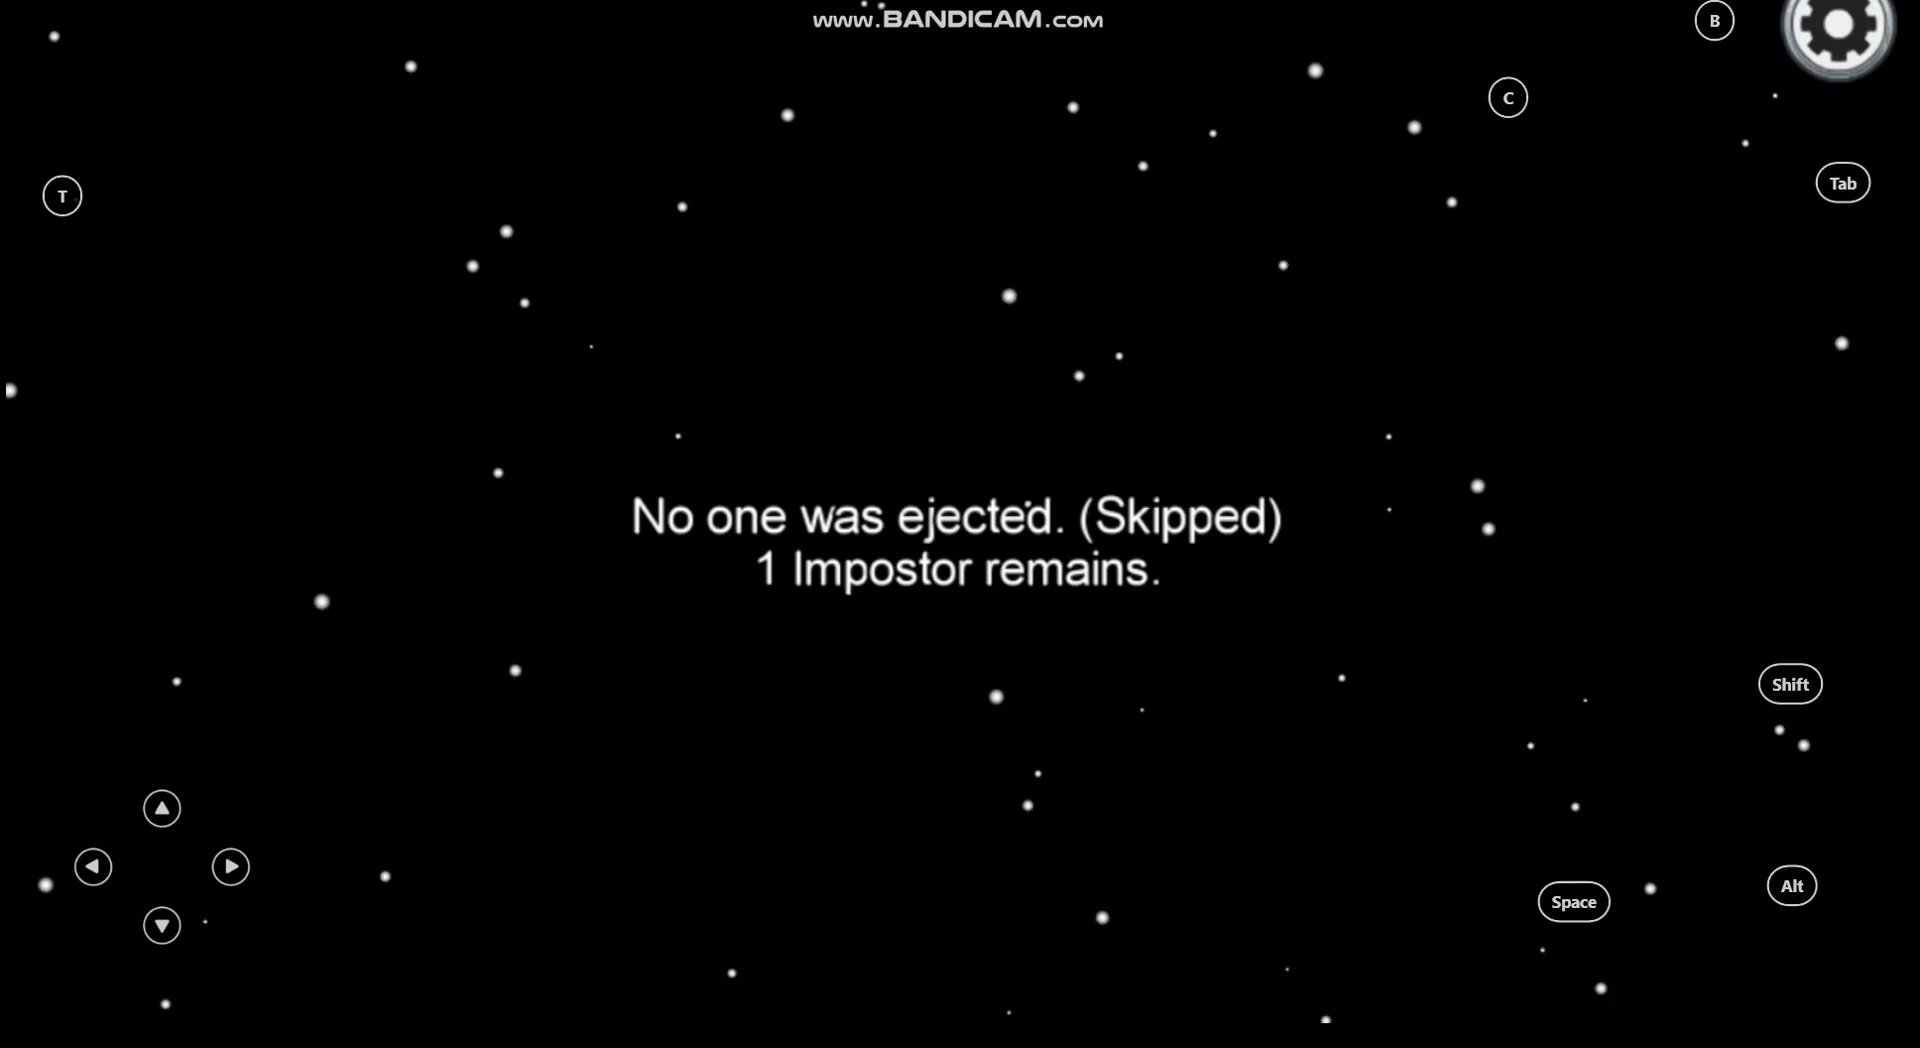 www.BANDICAM.com
B
C
T
Tab
No one was ejected. (Skipped)
1 Impostor remains.
Shift
Alt
Space